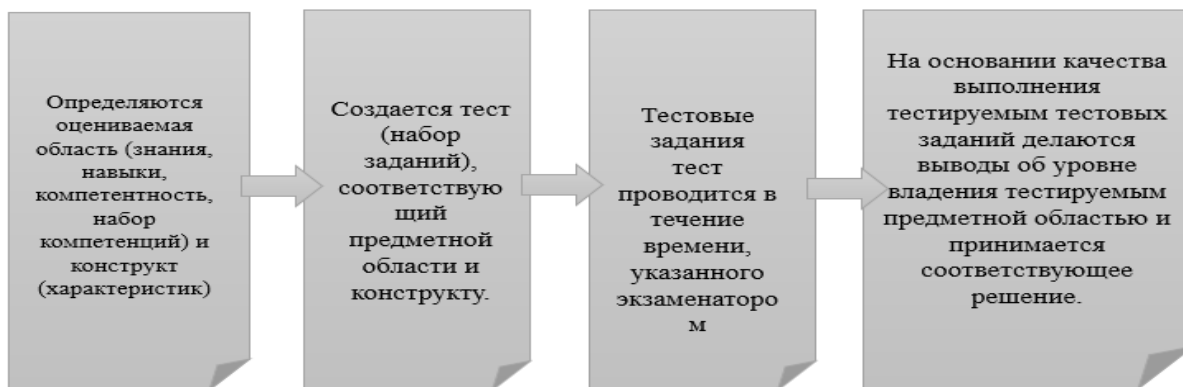 Определяются
оцениваемая
область (знания,
навыки,
компетентность,
набор
компетенций) и
конструкт
(характеристик)
Создается тест
(набор
заданий),
соответствую
щий
предметной
области и
конструкту.
Тестовые
задания
тест
проводится в
течение
времени,
указанного
экзаменаторо
м
На основании качества
выполнения
тестируемым тестовых
заданий делаются
выводы об уровне
владения тестируемым
предметной областью и
принимается
соответствующее
решение.